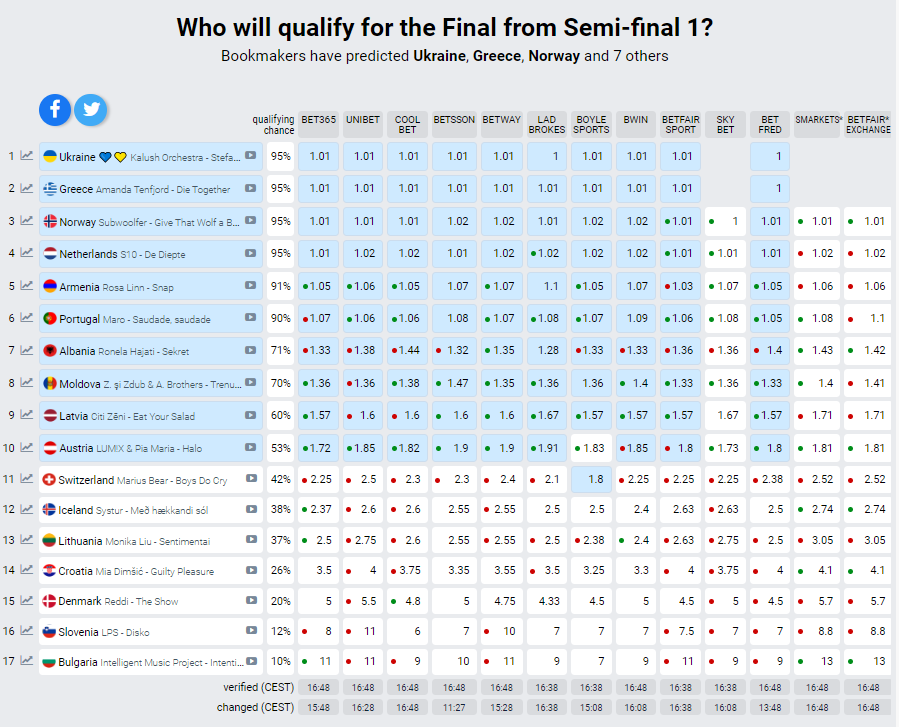 Who will qualify for the Final from Semi-final 1?
Bookmakers have predicted Ukraine, Greece, Norway and 7 others
qualifying chance BET365 UNIBET COOL BET BETSSON BETWAY LAD BROKES BOYLE SPORTS BWIN BETFAIR SPORT SKY BET BET FRED SMARKETS* BETFAIR* EXCHANGE
1 Ukraine 💙💛 Kalush Orchestra - Stefa... 95% 1.01 1.01 1.01 1.01 1.01 1 1.01 1.01 1.01 1
2 Greece Amanda Tenfjord - Die Together 95% 1.01 1.01 1.01 1.01 1.01 1.01 1.01 1.01 1.01 1
3 Norway Subwoolfer - Give That Wolf a B... 95% 1.01 1.01 1.01 1.02 1.02 1.01 1.02 1.02 1.01 1 1.01 1.01 1.01
4 Netherlands S10 - De Diepte 95% 1.01 1.02 1.02 1.01 1.02 1.02 1.02 1.02 1.01 1.01 1.01 1.02 1.02
5 Armenia Rosa Linn - Snap 91% 1.05 1.06 1.05 1.07 1.07 1.1 1.05 1.07 1.03 1.07 1.05 1.06 1.06
6 Portugal Maro - Saudade, saudade 90% 1.07 1.06 1.06 1.08 1.07 1.08 1.07 1.09 1.06 1.08 1.05 1.08 1.1
7 Albania Ronela Hajati - Sekret 71% 1.33 1.38 1.44 1.32 1.35 1.28 1.33 1.33 1.36 1.36 1.4 1.43 1.42
8 Moldova Z. și Zdub & A. Brothers - Trenu... 70% 1.36 1.36 1.38 1.47 1.35 1.36 1.36 1.4 1.33 1.36 1.33 1.4 1.41
9 Latvia Citi Zēni - Eat Your Salad 60% 1.57 1.6 1.6 1.6 1.6 1.67 1.57 1.57 1.57 1.67 1.57 1.71 1.71
10 Austria LUM!X & Pia Maria - Halo 53% 1.72 1.85 1.82 1.9 1.9 1.91 1.83 1.85 1.8 1.73 1.8 1.81 1.81
11 Switzerland Marius Bear - Boys Do Cry 42% 2.25 2.5 2.3 2.3 2.4 2.1 1.8 2.25 2.25 2.25 2.38 2.52 2.52
12 Iceland Systur - Með hækkandi sól 38% 2.37 2.6 2.6 2.55 2.55 2.5 2.5 2.4 2.63 2.63 2.5 2.74 2.74
13 Lithuania Monika Liu - Sentimentai 37% 2.5 2.75 2.6 2.55 2.55 2.5 2.38 2.4 2.63 2.75 2.5 3.05 3.05
14 Croatia Mia Dimšić - Guilty Pleasure 26% 3.5 4 3.75 3.35 3.55 3.5 3.25 3.3 4 3.75 4 4.1 4.1
15 Denmark Reddi - The Show 20% 5 5.5 4.8 5 4.75 4.33 4.5 5 4.5 5 4.5 5.7 5.7
16 Slovenia LPS - Disko 12% 8 11 6 7 10 7 7 7 7.5 7 7 8.8 8.8
17 Bulgaria Intelligent Music Project - Intenti... 10% 11 11 9 10 11 9 7 9 11 9 9 13 13
verified (CEST) 16:48 16:48 16:48 16:48 16:48 16:38 16:38 16:48 16:38 16:38 16:48 16:48 16:48
changed (CEST) 15:48 16:28 16:48 11:27 15:28 16:38 15:08 16:08 16:38 16:08 13:48 16:48 16:48